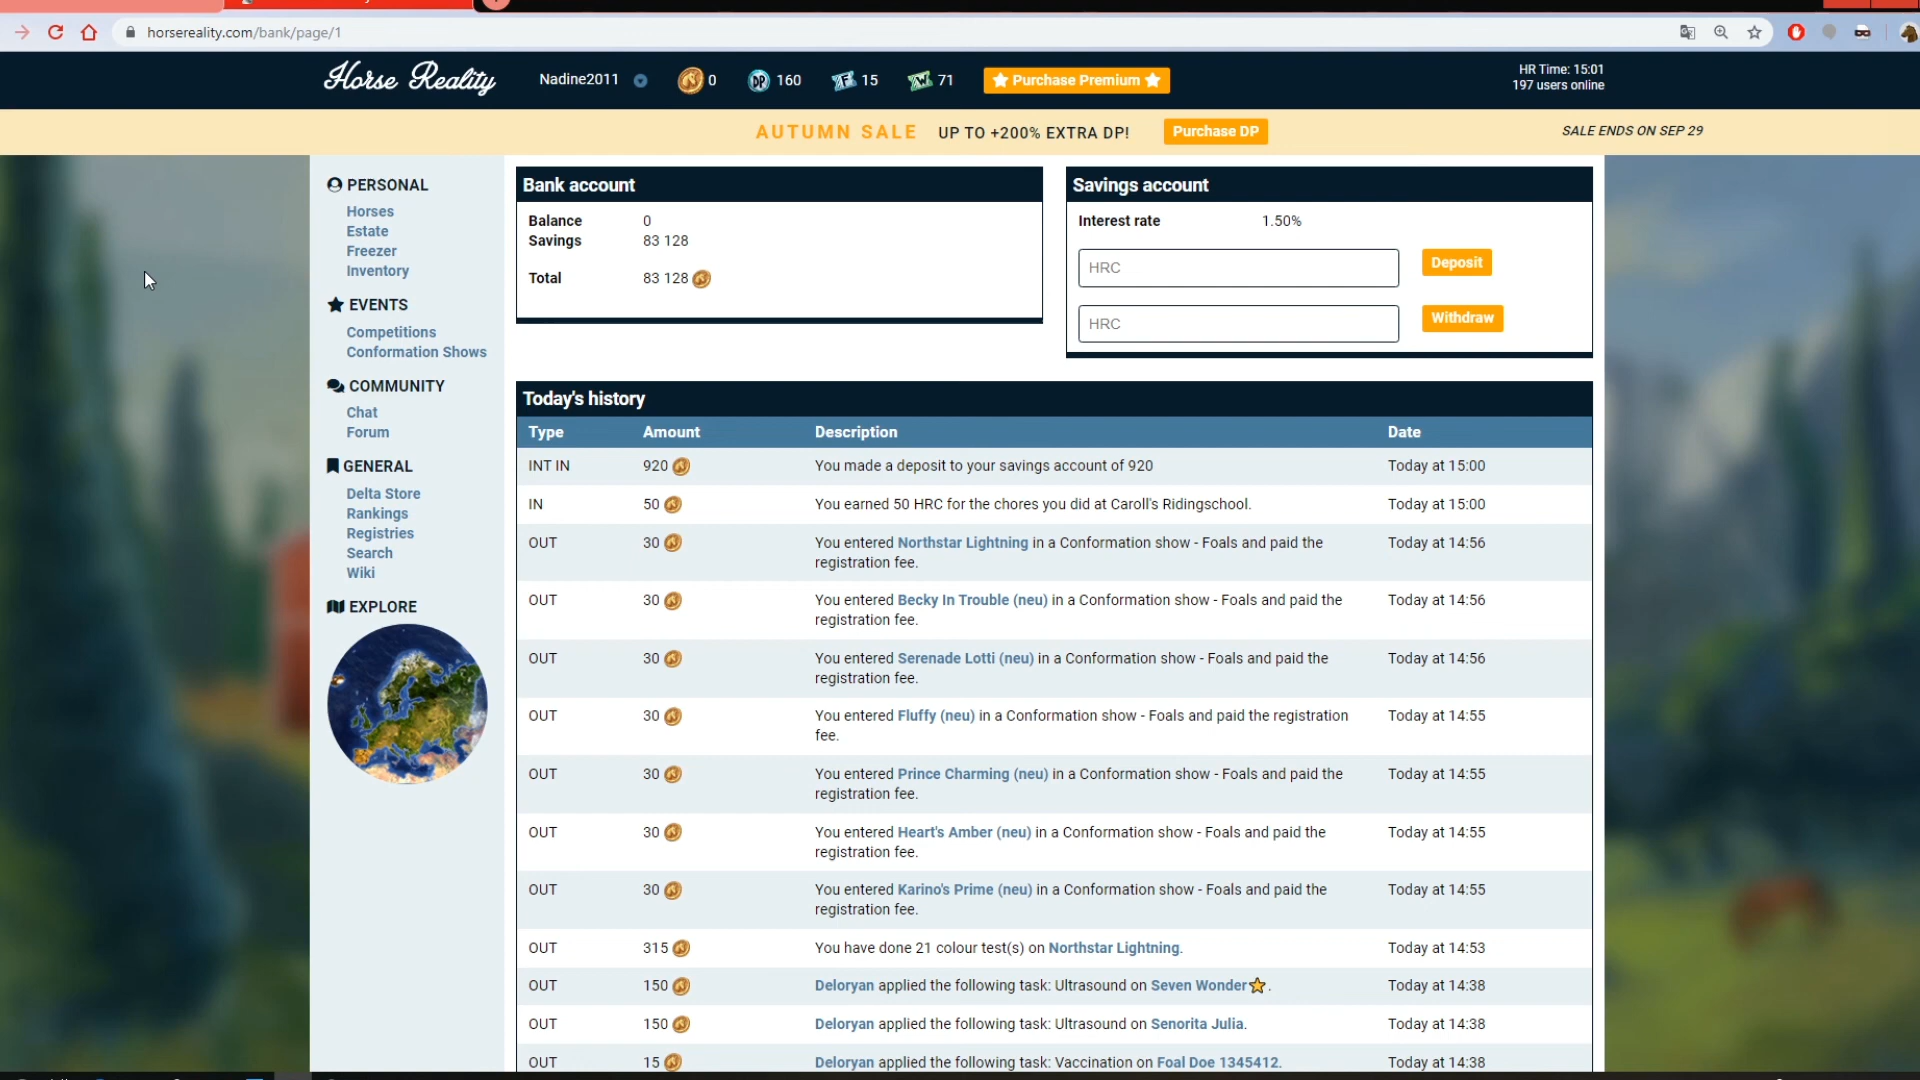 horsereality.com/bank/page/1
Horse Reality
Nadine2011
0
DP
160
15
71
Purchase Premium
HR Time: 15:01
197 users online
AUTUMN SALE UP TO +200% EXTRA DP! Purchase DP SALE ENDS ON SEP 29
PERSONAL
Horses
Estate
Freezer
Inventory
EVENTS
Competitions
Conformation Shows
COMMUNITY
Chat
Forum
GENERAL
Delta Store
Rankings
Registries
Search
Wiki
EXPLORE
Bank account
Balance 0
Savings 83 128
Total 83 128
Savings account
Interest rate 1.50%
HRC Deposit
HRC Withdraw
Today's history
Type Amount Description Date
INT IN 920 You made a deposit to your savings account of 920 Today at 15:00
IN 50 You earned 50 HRC for the chores you did at Caroll's Ridingschool. Today at 15:00
OUT 30 You entered Northstar Lightning in a Conformation show - Foals and paid the Today at 14:56
registration fee.
OUT 30 You entered Becky In Trouble (neu) in a Conformation show - Foals and paid the Today at 14:56
registration fee.
OUT 30 You entered Serenade Lotti (neu) in a Conformation show - Foals and paid the Today at 14:56
registration fee.
OUT 30 You entered Fluffy (neu) in a Conformation show - Foals and paid the registration Today at 14:55
fee.
OUT 30 You entered Prince Charming (neu) in a Conformation show - Foals and paid the Today at 14:55
registration fee.
OUT 30 You entered Heart's Amber (neu) in a Conformation show - Foals and paid the Today at 14:55
registration fee.
OUT 30 You entered Karino's Prime (neu) in a Conformation show - Foals and paid the Today at 14:55
registration fee.
OUT 315 You have done 21 colour test(s) on Northstar Lightning. Today at 14:53
OUT 150 Deloryan applied the following task: Ultrasound on Seven Wonder. Today at 14:38
OUT 150 Deloryan applied the following task: Ultrasound on Senorita Julia. Today at 14:38
OUT 15 Deloryan applied the following task: Vaccination on Foal Doe 1345412. Today at 14:38